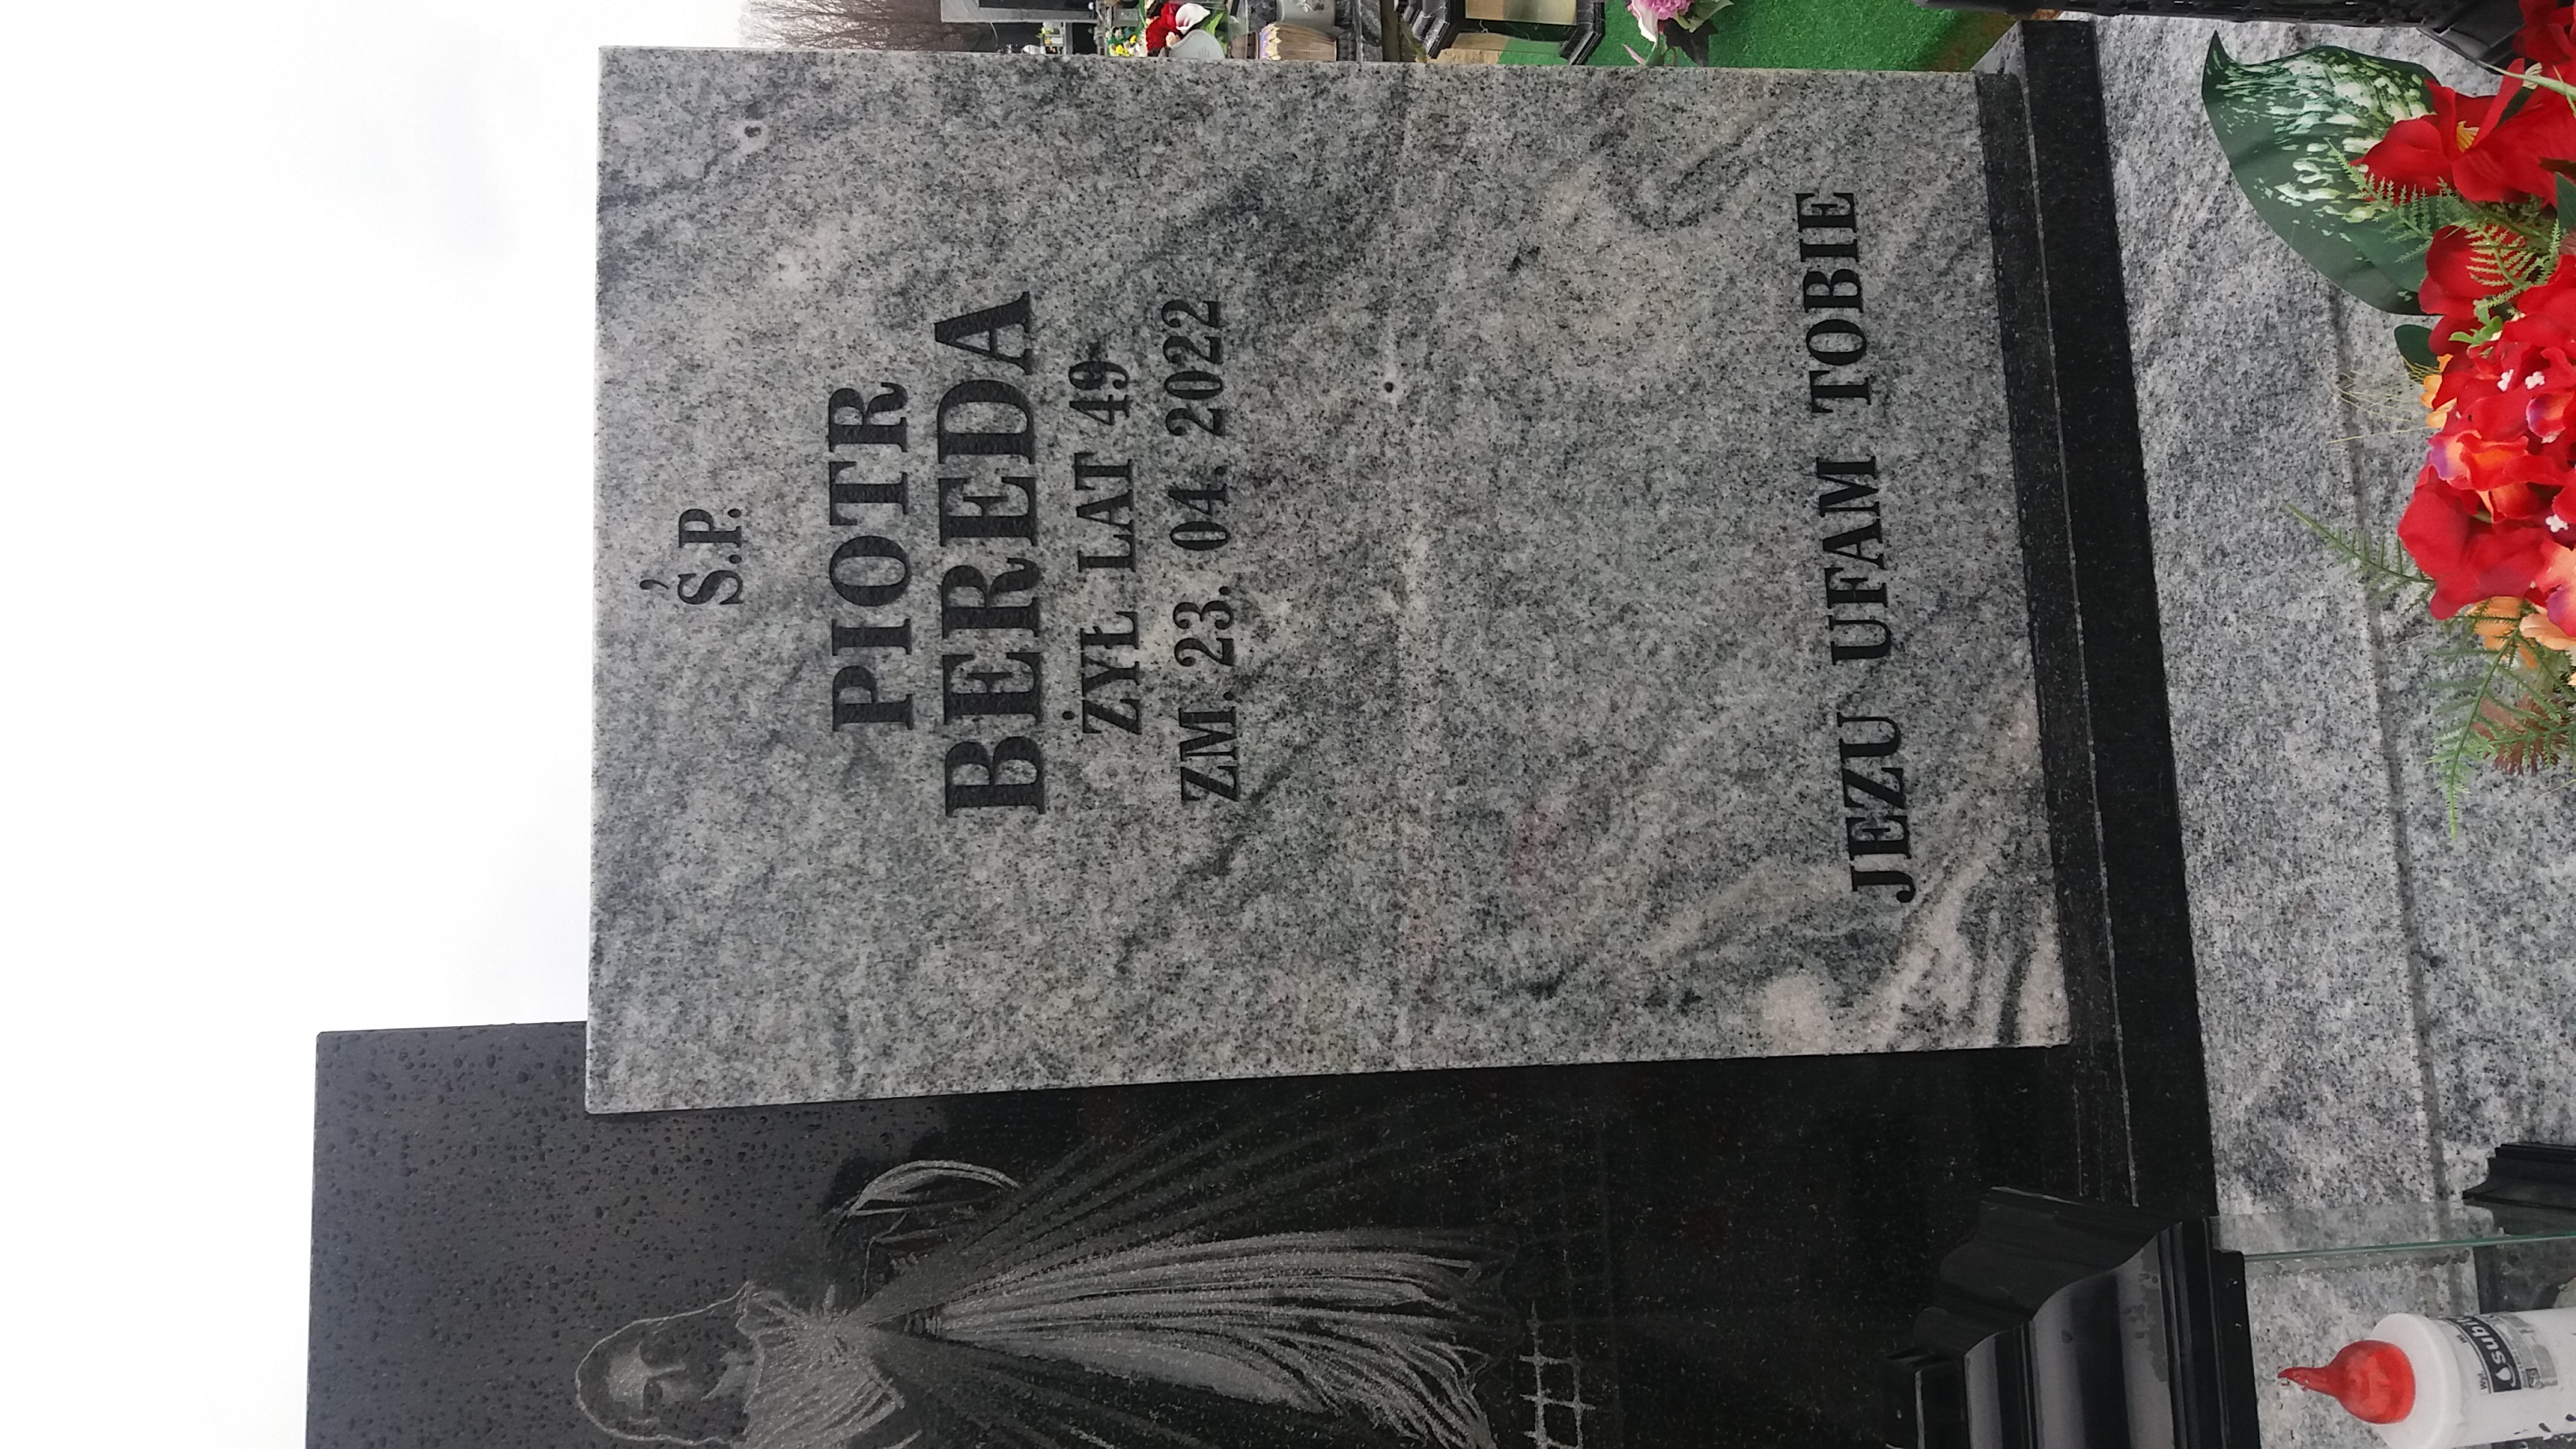 Ś.P.
PIOTR
BEREDA
ŻYŁ LAT 49
ZM. 23. 04. 2022
JEZU UFAM TOBIE